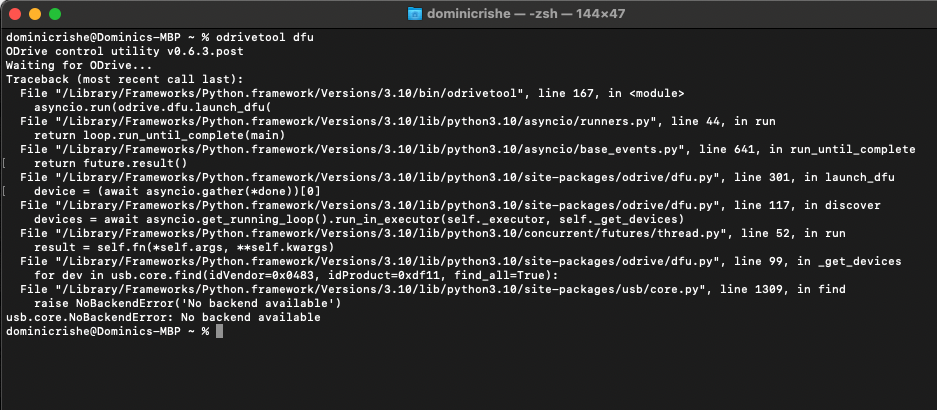 dominicrishe — -zsh — 144×47
dominicrishe@Dominics-MBP ~ % odrivetool dfu
ODrive control utility v0.6.3.post
Waiting for ODrive...
Traceback (most recent call last):
  File "/Library/Frameworks/Python.framework/Versions/3.10/bin/odrivetool", line 167, in <module>
    asyncio.run(odrive.dfu.launch_dfu(
  File "/Library/Frameworks/Python.framework/Versions/3.10/lib/python3.10/asyncio/runners.py", line 44, in run
    return loop.run_until_complete(main)
  File "/Library/Frameworks/Python.framework/Versions/3.10/lib/python3.10/asyncio/base_events.py", line 641, in run_until_complete
[   return future.result()
  File "/Library/Frameworks/Python.framework/Versions/3.10/lib/python3.10/site-packages/odrive/dfu.py", line 301, in launch_dfu
[   device = (await asyncio.gather(*done))[0]
  File "/Library/Frameworks/Python.framework/Versions/3.10/lib/python3.10/site-packages/odrive/dfu.py", line 117, in discover
    devices = await asyncio.get_running_loop().run_in_executor(self._executor, self._get_devices)
  File "/Library/Frameworks/Python.framework/Versions/3.10/lib/python3.10/concurrent/futures/thread.py", line 52, in run
    result = self.fn(*self.args, **self.kwargs)
  File "/Library/Frameworks/Python.framework/Versions/3.10/lib/python3.10/site-packages/odrive/dfu.py", line 99, in _get_devices
    for dev in usb.core.find(idVendor=0x0483, idProduct=0xdf11, find_all=True):
  File "/Library/Frameworks/Python.framework/Versions/3.10/lib/python3.10/site-packages/usb/core.py", line 1309, in find
    raise NoBackendError('No backend available')
usb.core.NoBackendError: No backend available
dominicrishe@Dominics-MBP ~ %